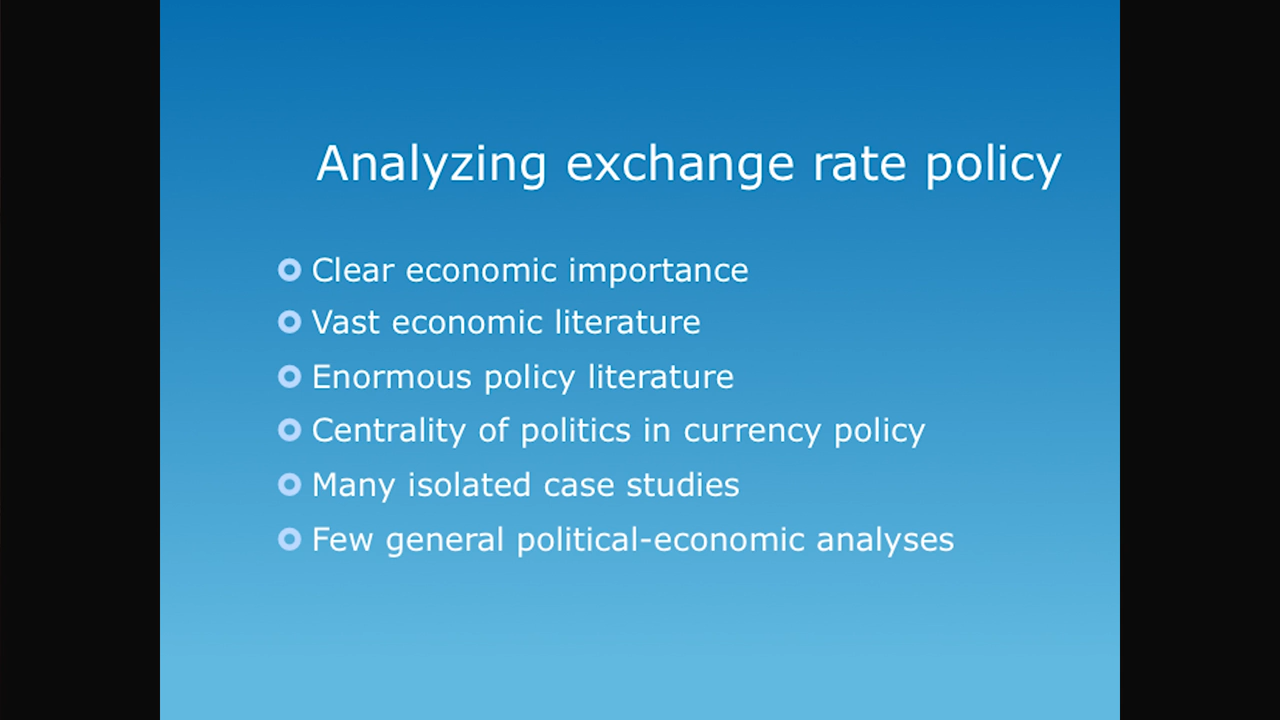 Analyzing exchange rate policy
Clear economic importance
Vast economic literature
Enormous policy literature
Centrality of politics in currency policy
Many isolated case studies
Few general political-economic analyses